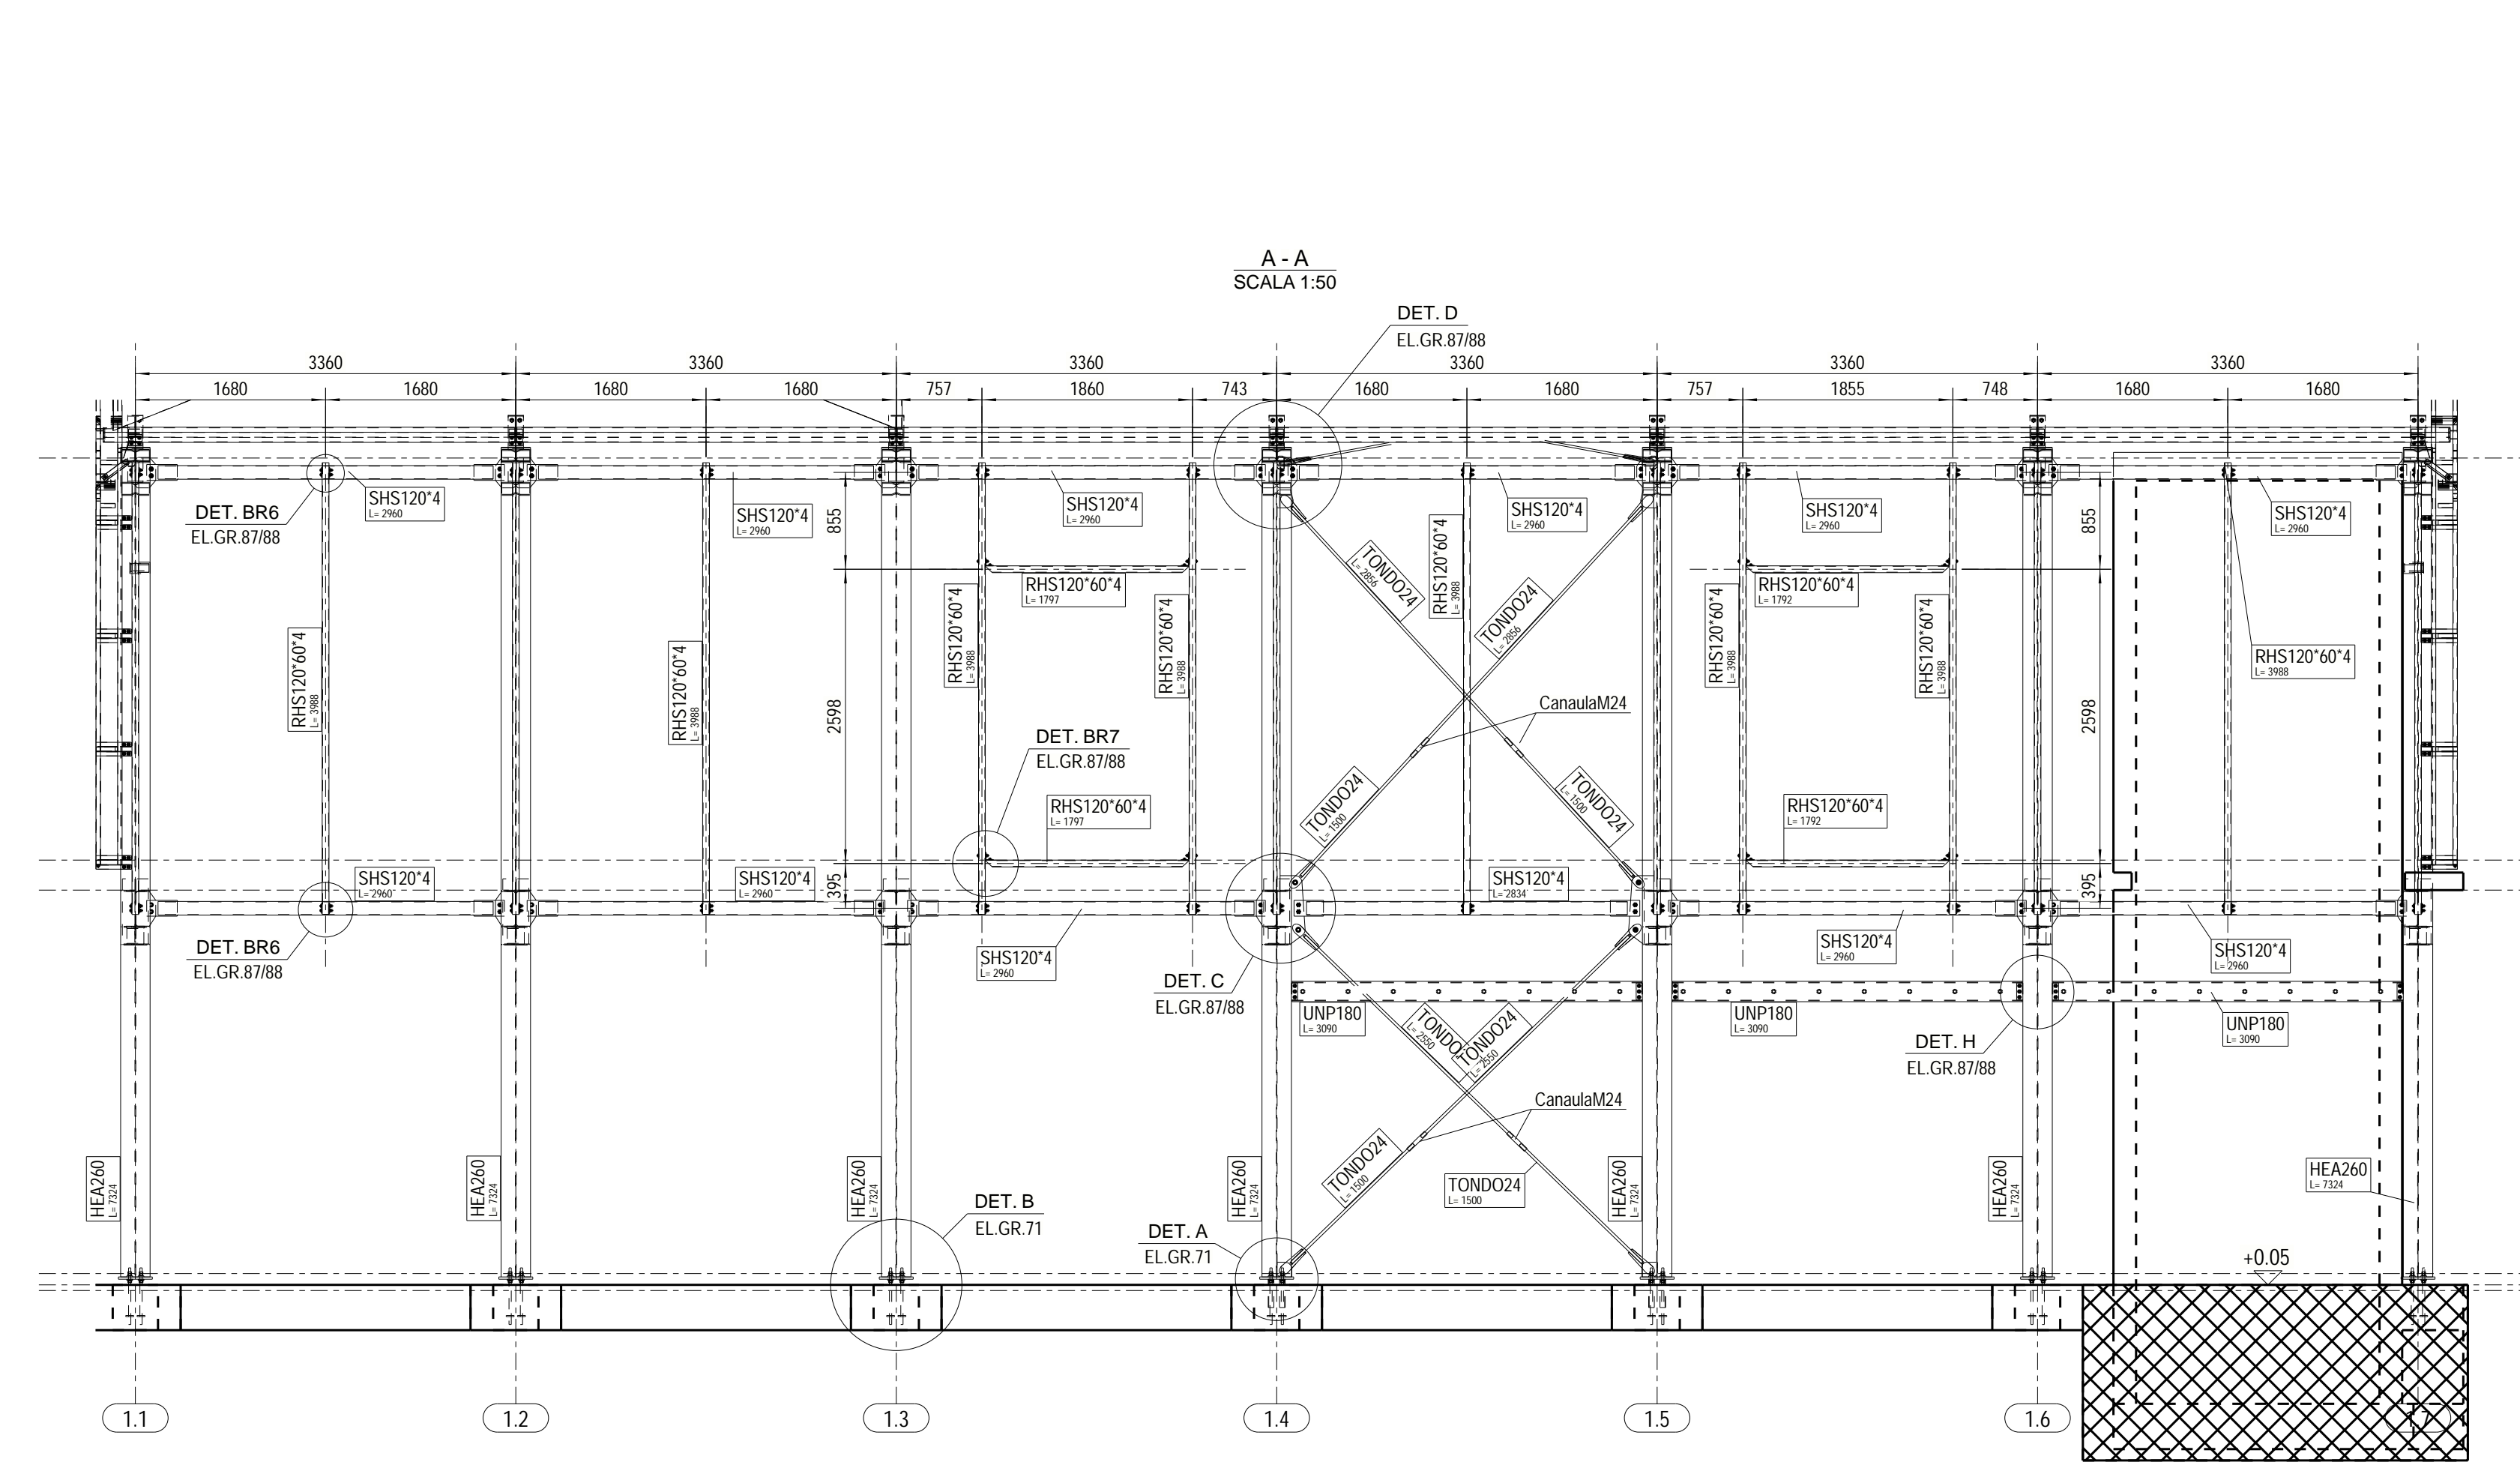 A - A
SCALA 1:50
DET. D
EL.GR.87/88
3360
3360
3360
3360
3360
3360
1680
1680
1680
1680
757
1860
743
1680
1680
757
1855
748
1680
1680
DET. BR6
EL.GR.87/88
SHS120*4
L= 2960
SHS120*4
L= 2960
855
SHS120*4
L= 2960
SHS120*4
L= 2960
SHS120*4
L= 2960
855
SHS120*4
L= 2960
TONDO24
L= 2856
RHS120*60*4
L= 3988
TONDO24
L= 2856
RHS120*60*4
L= 1797
RHS120*60*4
L= 1792
RHS120*60*4
L= 3988
RHS120*60*4
L= 3988
RHS120*60*4
L= 3988
RHS120*60*4
L= 3988
RHS120*60*4
L= 3988
RHS120*60*4
L= 3988
RHS120*60*4
L= 3988
2598
2598
CanaulaM24
DET. BR7
EL.GR.87/88
TONDO24
L= 1500
TONDO24
L= 1500
RHS120*60*4
L= 1797
RHS120*60*4
L= 1792
SHS120*4
L= 2960
SHS120*4
L= 2960
395
SHS120*4
L= 2834
395
DET. BR6
EL.GR.87/88
SHS120*4
L= 2960
SHS120*4
L= 2960
SHS120*4
L= 2960
DET. C
EL.GR.87/88
UNP180
L= 3090
UNP180
L= 3090
UNP180
L= 3090
TONDO
L= 2550
TONDO24
L= 2550
DET. H
EL.GR.87/88
CanaulaM24
TONDO24
L= 1500
TONDO24
L= 1500
HEA260
L= 7324
HEA260
L= 7324
HEA260
L= 7324
HEA260
L= 7324
HEA260
L= 7324
HEA260
L= 7324
HEA260
L= 7324
DET. B
EL.GR.71
DET. A
EL.GR.71
+0.05
1.1
1.2
1.3
1.4
1.5
1.6